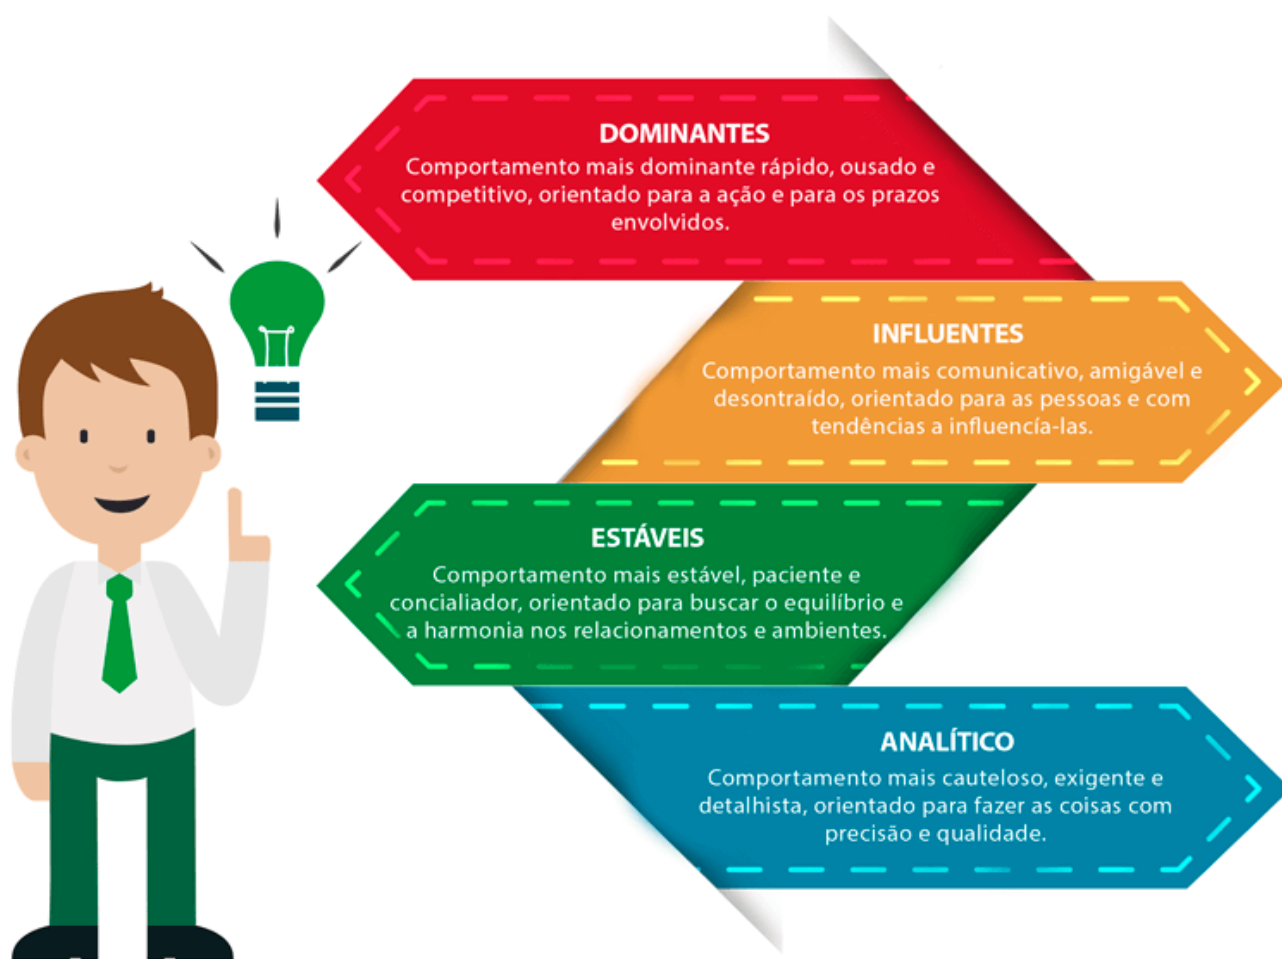 DOMINANTES
Comportamento mais dominante rápido, ousado e
competitivo, orientado para a ação e para os prazos
envolvidos.
INFLUENTES
Comportamento mais comunicativo, amigável e
desontraído, orientado para as pessoas e com
tendências a influencía-las.
ESTÁVEIS
Comportamento mais estável, paciente e
concialiador, orientado para buscar o equilíbrio e
a harmonia nos relacionamentos e ambientes.
ANALÍTICO
Comportamento mais cauteloso, exigente e
detalhista, orientado para fazer as coisas com
precisão e qualidade.